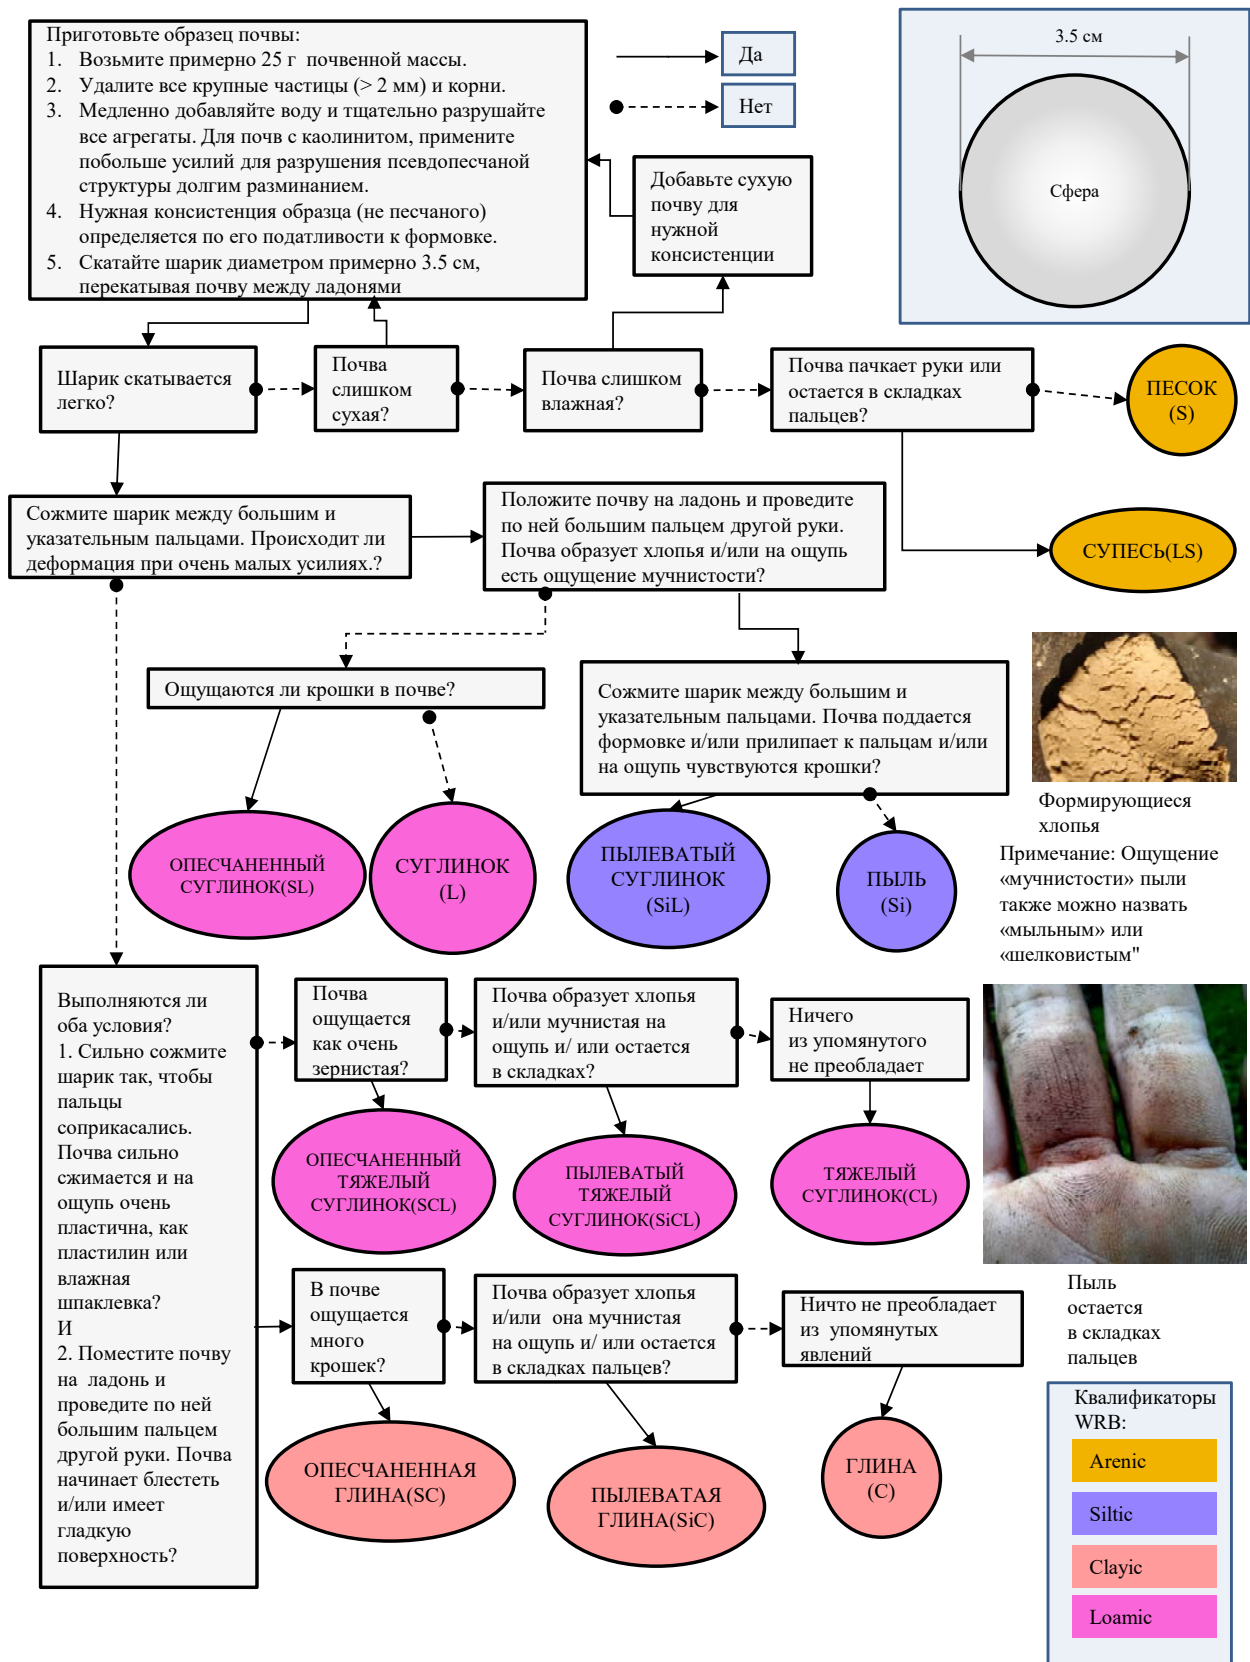 Приготовьте образец почвы:
1. Возьмите примерно 25 г почвенной массы.
2. Удалите все крупные частицы (> 2 мм) и корни.
3. Медленно добавляйте воду и тщательно разрушайте
все агрегаты. Для почв с каолинитом, примените
побольше усилий для разрушения псевдопесчаной
структуры долгим разминанием.
4. Нужная консистенция образца (не песчаного)
определяется по его податливости к формовке.
5. Скатайте шарик диаметром примерно 3.5 см,
перекатывая почву между ладонями
Да
Нет
3.5 см
Сфера
Добавьте сухую
почву для
нужной
консистенции
Шарик скатывается
легко?
Почва
слишком
сухая?
Почва слишком
влажная?
Почва пачкает руки или
остается в складках
пальцев?
ПЕСОК
(S)
Сожмите шарик между большим и
указательным пальцами. Происходит ли
деформация при очень малых усилиях.?
Положите почву на ладонь и проведите
по ней большим пальцем другой руки.
Почва образует хлопья и/или на ощупь
есть ощущение мучнистости?
СУПЕСЬ(LS)
Ощущаются ли крошки в почве?
Сожмите шарик между большим и
указательным пальцами. Почва поддается
формовке и/или прилипает к пальцам и/или
на ощупь чувствуются крошки?
Формирующиеся
хлопья
Примечание: Ощущение
«мучнистости» пыли
также можно назвать
«мыльным» или
«шелковистым"
ОПЕСЧАНЕННЫЙ
СУГЛИНОК(SL)
СУГЛИНОК
(L)
ПЫЛЕВАТЫЙ
СУГЛИНОК
(SiL)
ПЫЛЬ
(Si)
Выполняются ли
оба условия?
1. Сильно сожмите
шарик так, чтобы
пальцы
соприкасались.
Почва сильно
сжимается и на
ощупь очень
пластична, как
пластилин или
влажная
шпаклевка?
И
2. Поместите почву
на ладонь и
проведите по ней
большим пальцем
другой руки. Почва
начинает блестеть
и/или имеет
гладкую
поверхность?
Почва
ощущается
как очень
зернистая?
Почва образует хлопья
и/или мучнистая на
ощупь и/ или остается
в складках?
Ничего
из упомянутого
не преобладает
ОПЕСЧАНЕННЫЙ
ТЯЖЕЛЫЙ
СУГЛИНОК(SCL)
ПЫЛЕВАТЫЙ
ТЯЖЕЛЫЙ
СУГЛИНОК(SiCL)
ТЯЖЕЛЫЙ
СУГЛИНОК(CL)
В почве
ощущается
много
крошек?
Почва образует хлопья
и/или она мучнистая
на ощупь и/ или остается
в складках пальцев?
Ничто не преобладает
из упомянутых
явлений
Пыль
остается
в складках
пальцев
ОПЕСЧАНЕННАЯ
ГЛИНА(SC)
ПЫЛЕВАТАЯ
ГЛИНА(SiC)
ГЛИНА
(C)
Квалификаторы
WRB:
Arenic
Siltic
Clayic
Loamic